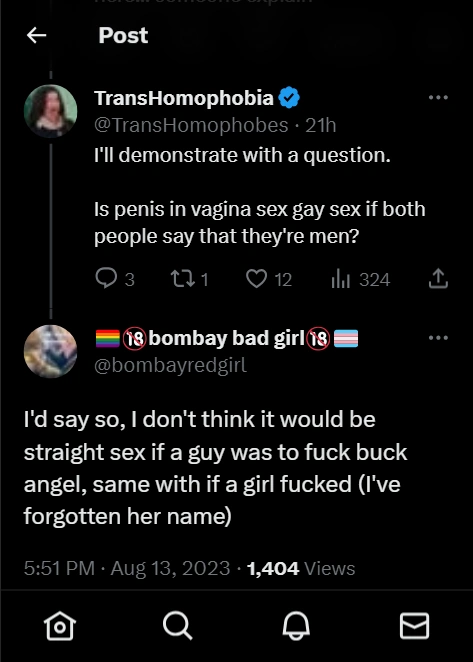 Post
TransHomophobia
@TransHomophobes · 21h
I'll demonstrate with a question.
Is penis in vagina sex gay sex if both
people say that they're men?
3 1 12 324
🏳️‍🌈🔞bombay bad girl🔞🏳️‍⚧️
@bombayredgirl
I'd say so, I don't think it would be
straight sex if a guy was to fuck buck
angel, same with if a girl fucked (I've
forgotten her name)
5:51 PM · Aug 13, 2023 · 1,404 Views